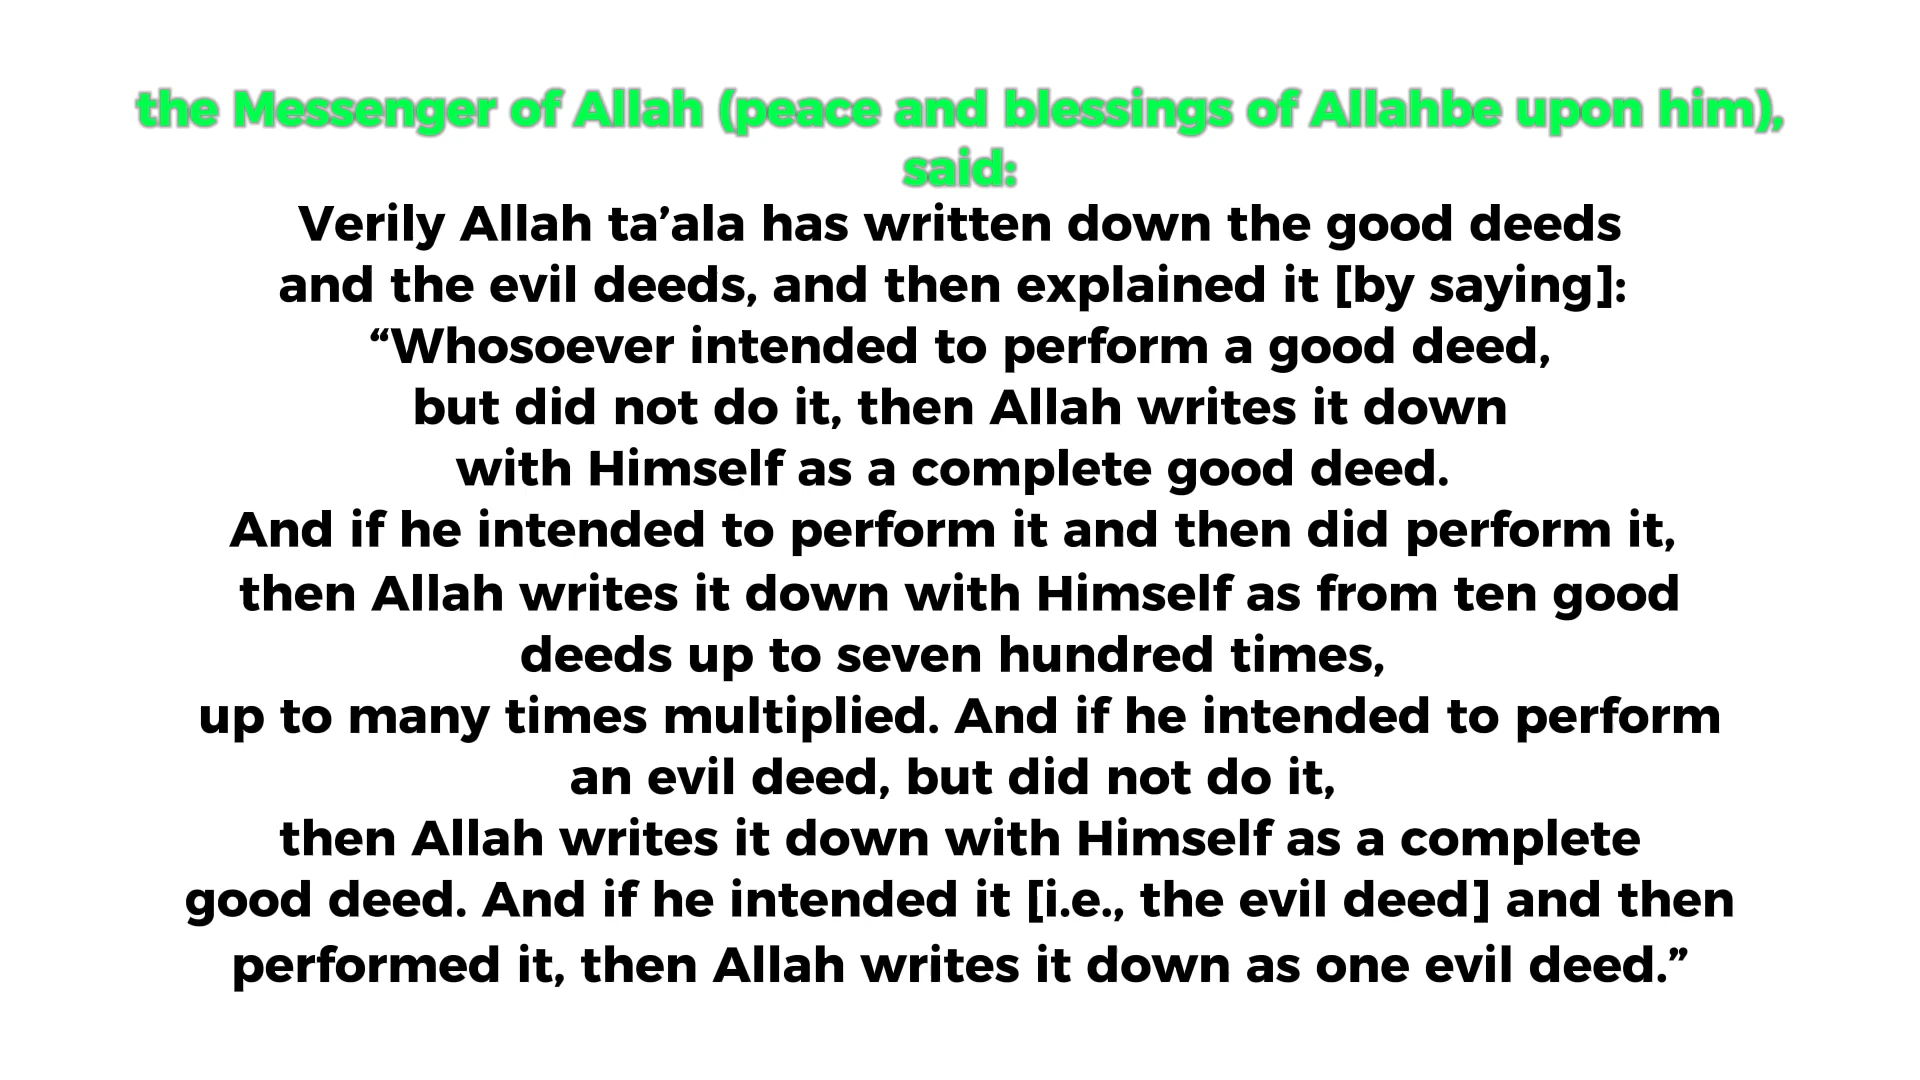 the Messenger of Allah (peace and blessings of Allahbe upon him),
said:
Verily Allah ta’ala has written down the good deeds
and the evil deeds, and then explained it [by saying]:
“Whosoever intended to perform a good deed,
but did not do it, then Allah writes it down
with Himself as a complete good deed.
And if he intended to perform it and then did perform it,
then Allah writes it down with Himself as from ten good
deeds up to seven hundred times,
up to many times multiplied. And if he intended to perform
an evil deed, but did not do it,
then Allah writes it down with Himself as a complete
good deed. And if he intended it [i.e., the evil deed] and then
performed it, then Allah writes it down as one evil deed.”